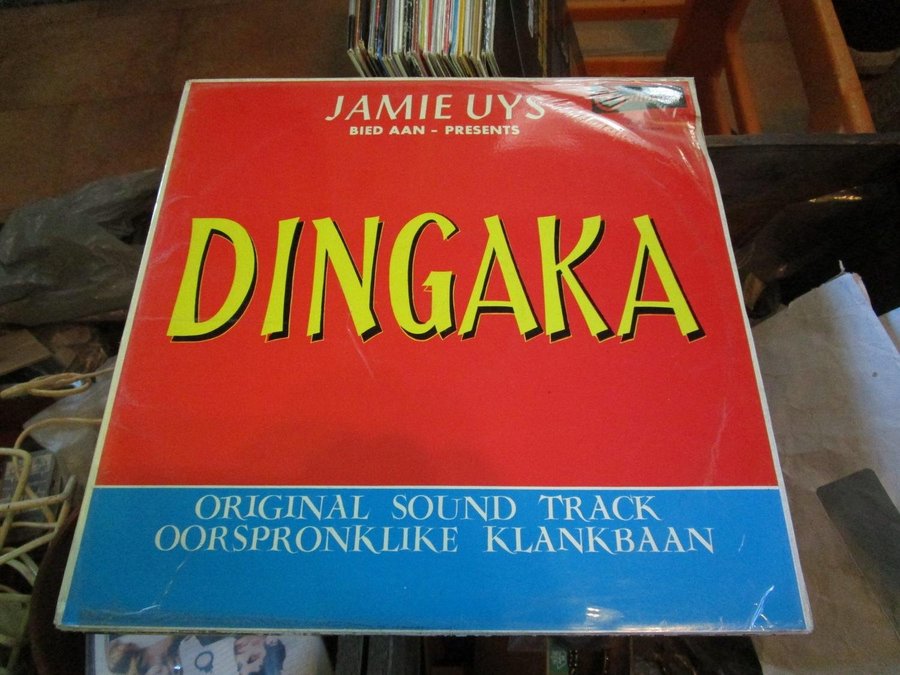 JAMIE UYS
BIED AAN - PRESENTS
DINGAKA
ORIGINAL SOUND TRACK
OORSPRONKLIKE KLANKBAAN